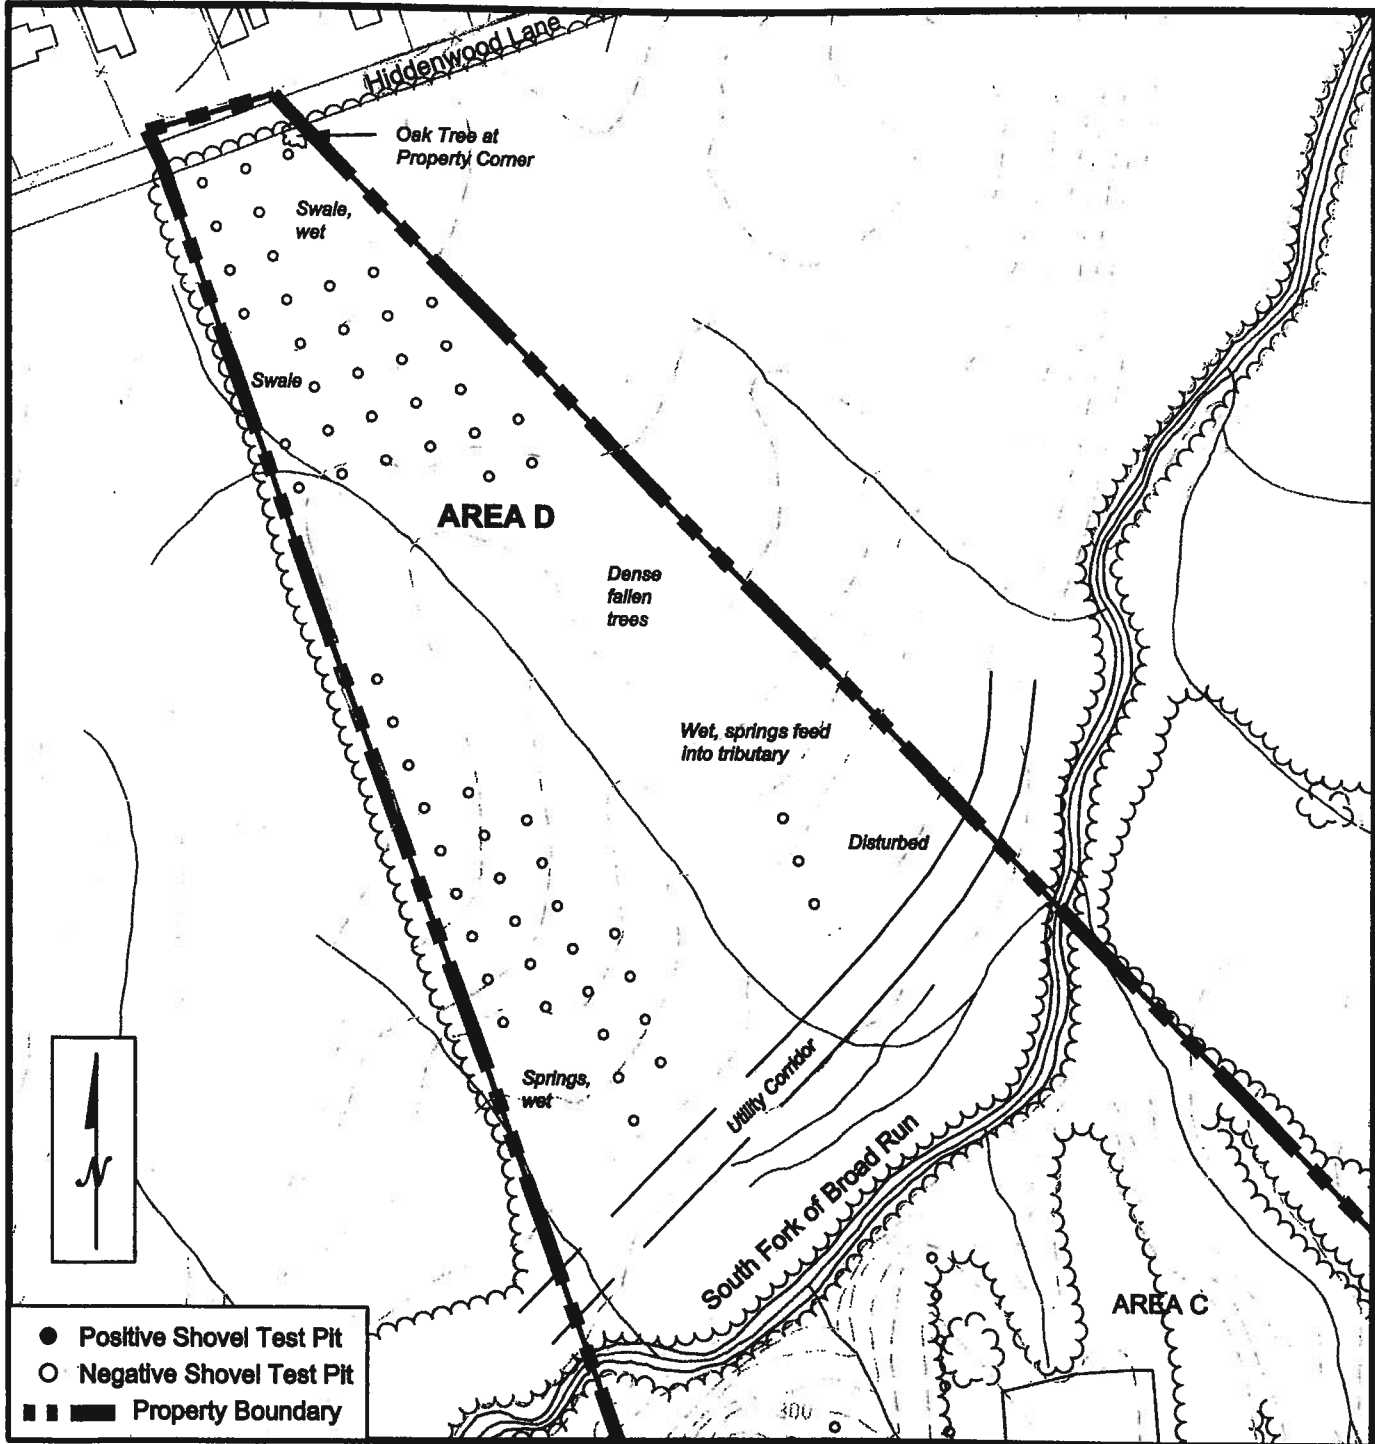 Hiddenwood Lane
Oak Tree at
Property Corner
Swale,
wet
Swale
AREA D
Dense
fallen
trees
Wet, springs feed
into tributary
Disturbed
Springs,
wet
Utility Corridor
South Fork of Broad Run
AREA C
300
N
Positive Shovel Test Pit
Negative Shovel Test Pit
Property Boundary